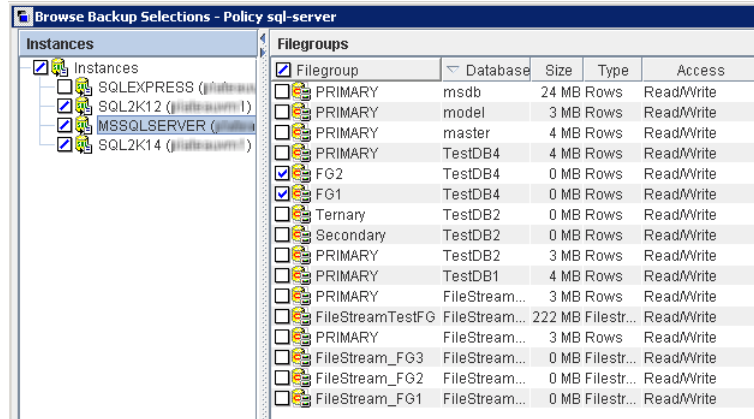 Browse Backup Selections - Policy sql-server
Instances
Instances
SQLEXPRESS (
SQL2K12 ( 1)
MSSQLSERVER (
SQL2K14 ( )
Filegroups
Filegroup Database Size Type Access
PRIMARY msdb 24 MB Rows Read/Write
PRIMARY model 3 MB Rows Read/Write
PRIMARY master 4 MB Rows Read/Write
PRIMARY TestDB4 4 MB Rows Read/Write
FG2 TestDB4 0 MB Rows Read/Write
FG1 TestDB4 0 MB Rows Read/Write
Ternary TestDB2 0 MB Rows Read/Write
Secondary TestDB2 0 MB Rows Read/Write
PRIMARY TestDB2 3 MB Rows Read/Write
PRIMARY TestDB1 4 MB Rows Read/Write
PRIMARY FileStream... 3 MB Rows Read/Write
FileStreamTestFG FileStream... 222 MB Filestr... Read/Write
PRIMARY FileStream... 3 MB Rows Read/Write
FileStream_FG3 FileStream... 0 MB Filestr... Read/Write
FileStream_FG2 FileStream... 0 MB Filestr... Read/Write
FileStream_FG1 FileStream... 0 MB Filestr... Read/Write